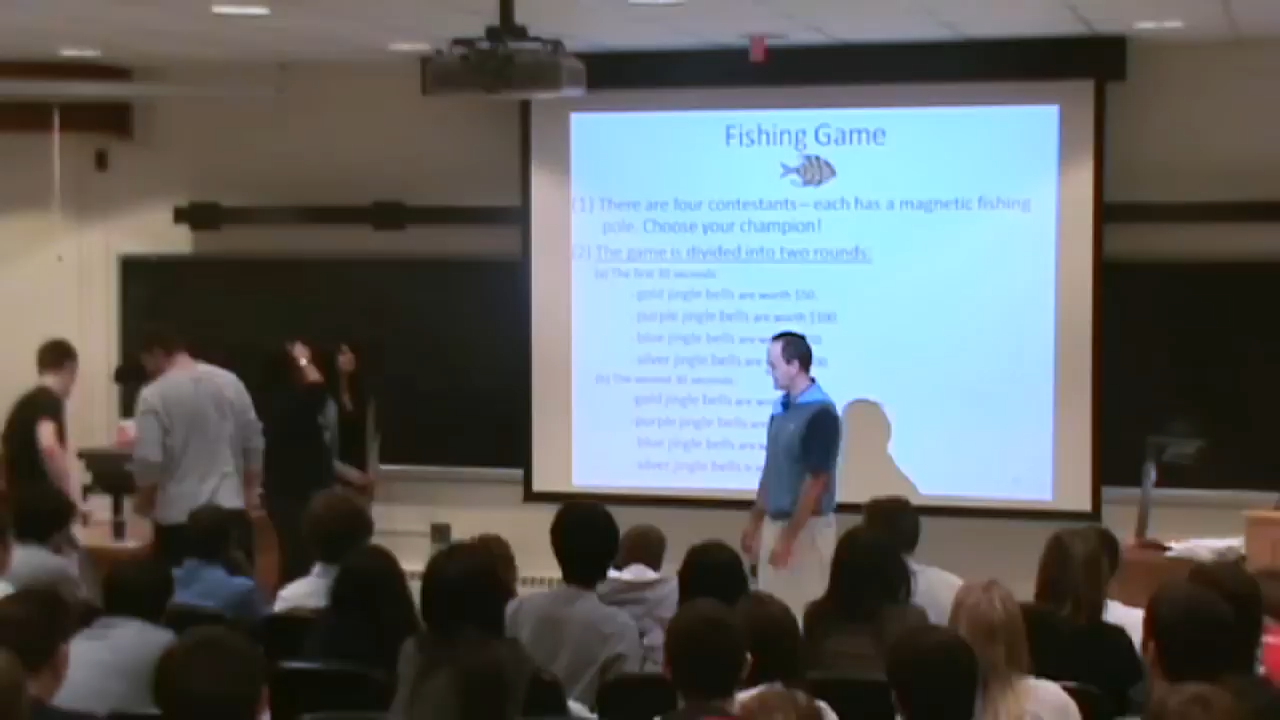 Fishing Game
(1) There are four contestants – each has a magnetic fishing
pole. Choose your champion!
(2) The game is divided into two rounds:
(a) The first 30 seconds:
gold jingle bells are worth $50.
purple jingle bells are worth $100.
blue jingle bells are
silver jingle bells are
(b) The second 30 seconds:
gold jingle bells are
purple jingle bells are
blue jingle bells are
silver jingle bells